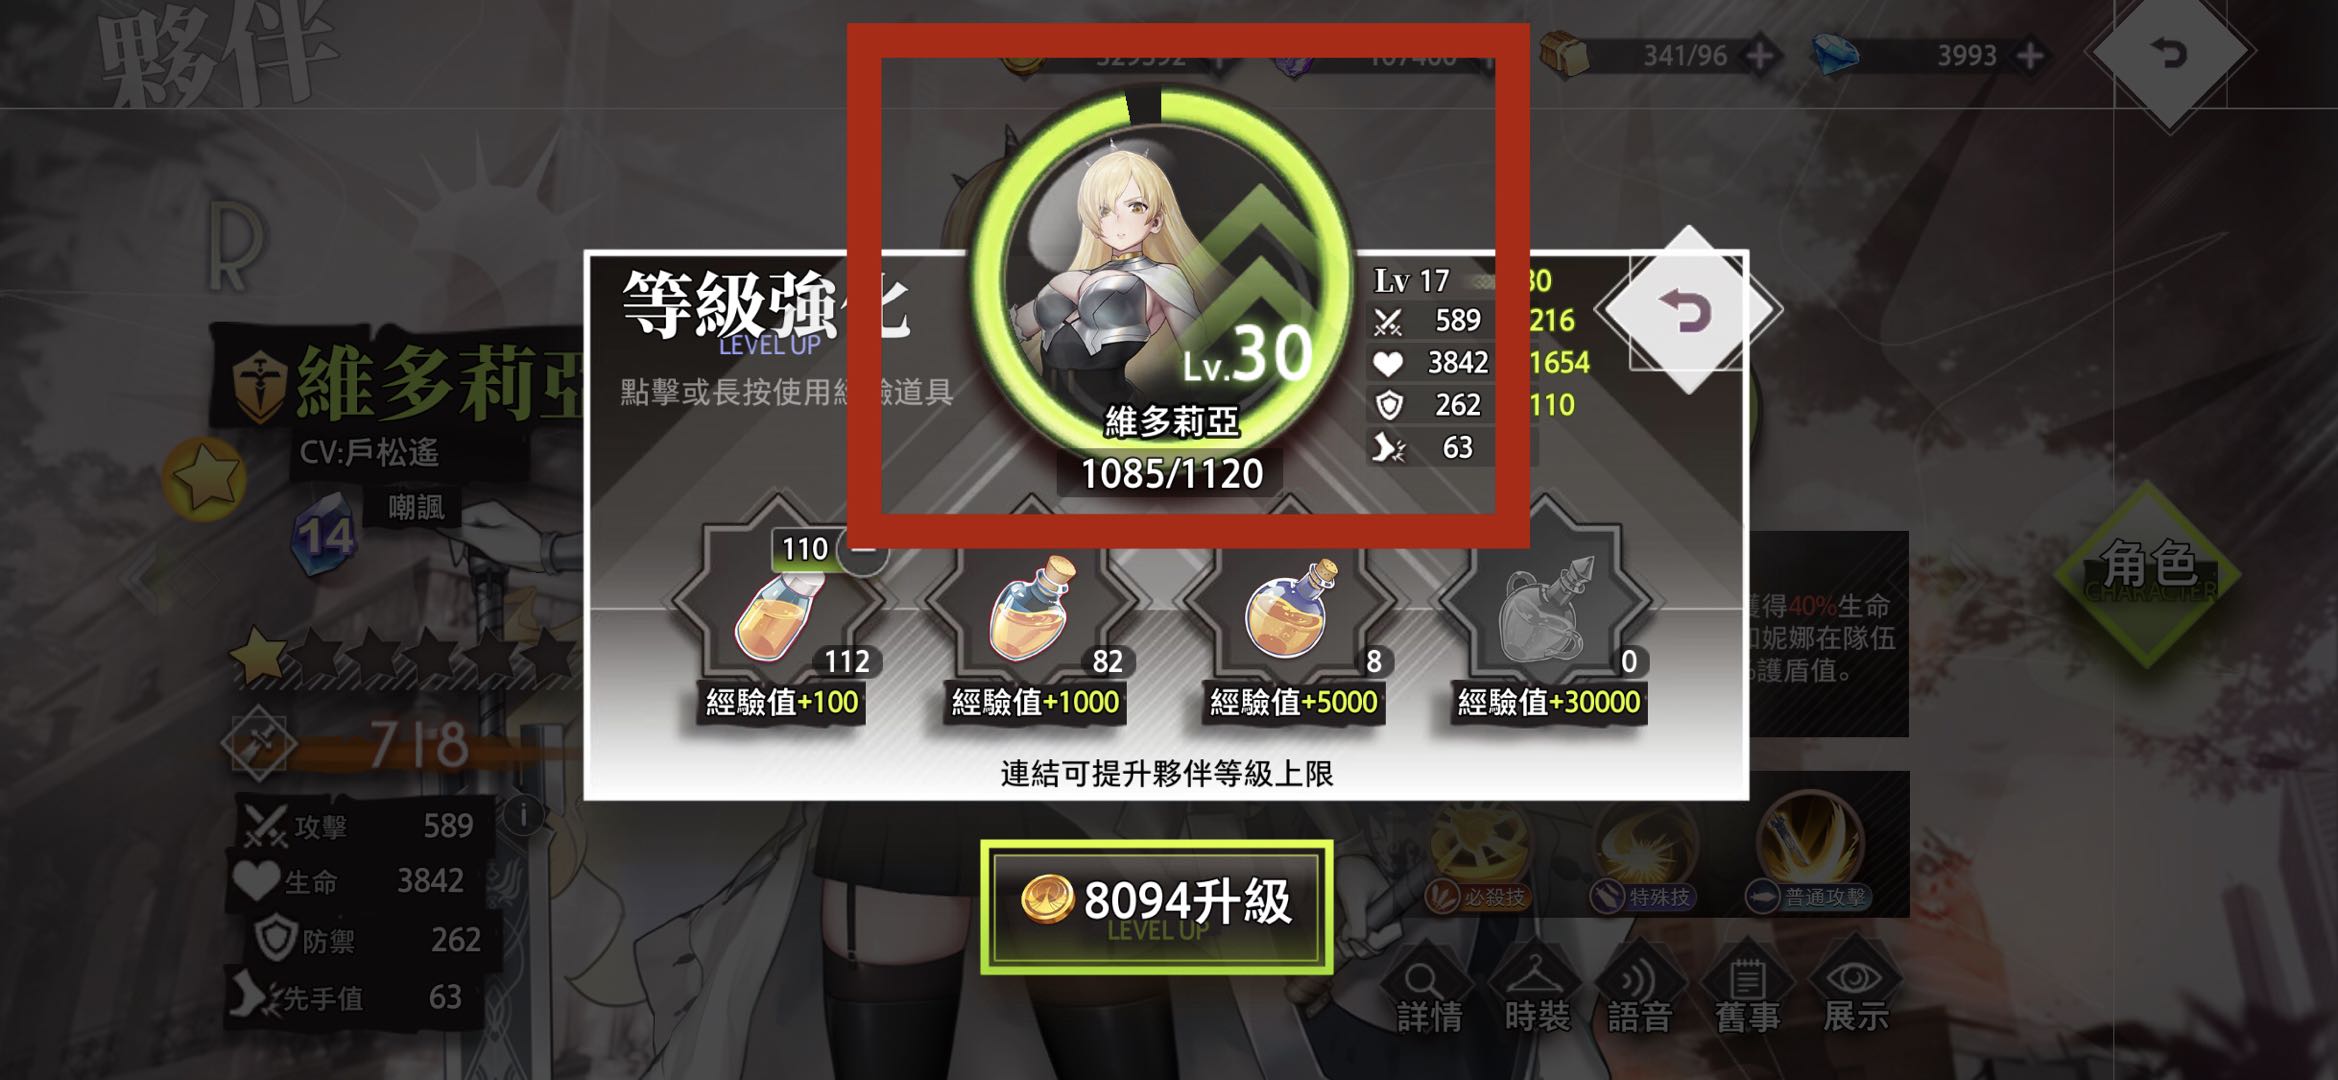 夥伴
341/96
3993
R
等級強化
LEVEL UP
點擊或長按使用經驗道具
Lv.30
維多莉亞
1085/1120
Lv 17
30
589
216
3842
1654
262
110
63
維多莉亞
CV:戶松遙
嘲諷
14
718
攻擊 589
生命 3842
防禦 262
先手值 63
110
112
82
8
0
經驗值+100
經驗值+1000
經驗值+5000
經驗值+30000
連結可提升夥伴等級上限
8094升級
LEVEL UP
獲得40%生命
妮娜在隊伍
護盾值。
角色
CHARACTER
必殺技
特殊技
普通攻擊
詳情
時裝
語音
舊事
展示